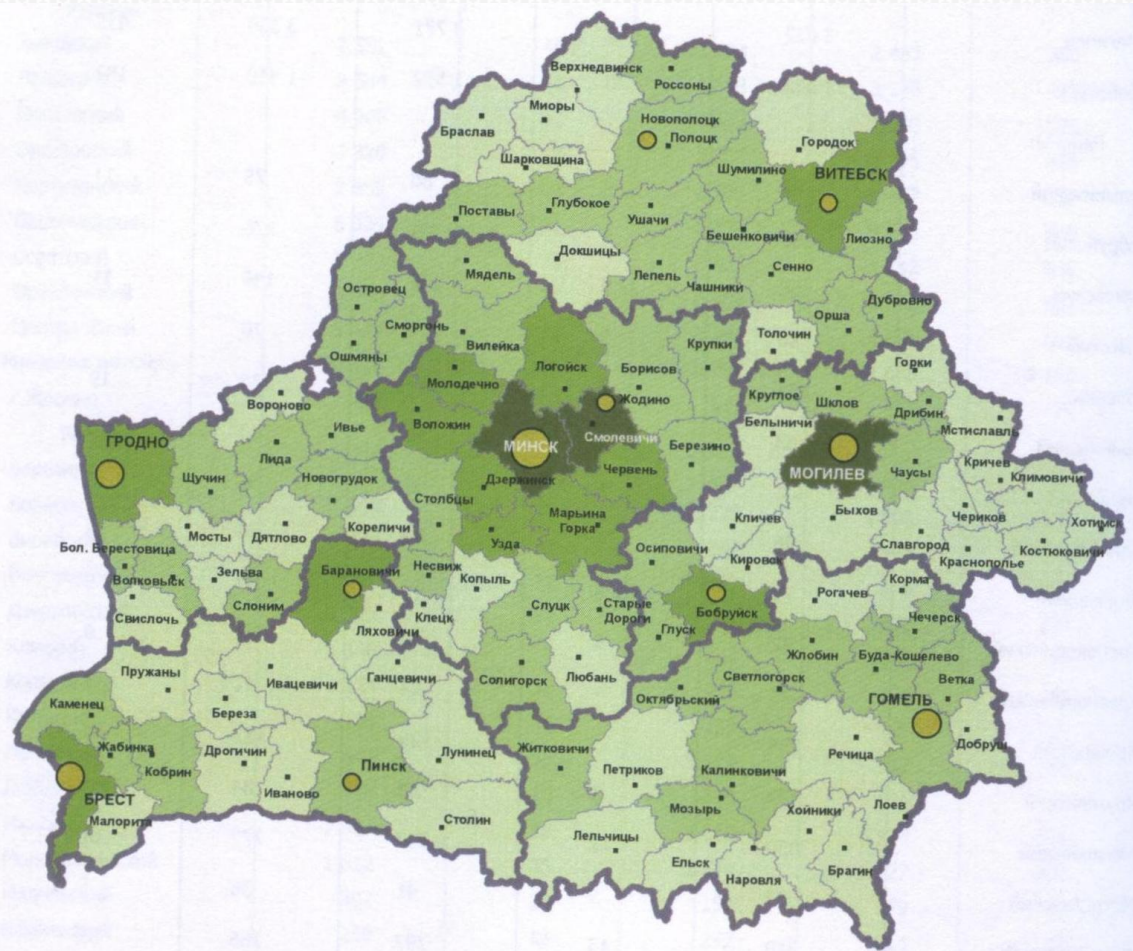 Верхнедвинск
Россоны
Миоры
Браслав
Новополоцк
Полоцк
Городок
Шарковщина
Шумилино
ВИТЕБСК
Поставы
Глубокое
Ушачи
Бешенковичи
Лиозно
Докшицы
Мядель
Лепель
Чашники
Сенно
Островец
Дубровно
Сморгонь
Орша
Толочин
Ошмяны
Вилейка
Крупки
Логойск
Борисов
Горки
Молодечно
Круглое
Шклов
Вороново
Жодино
Дрибин
Воложин
Белыничи
Мстиславль
ГРОДНО
Ивье
МИНСК
Смолевичи
Березино
Лида
МОГИЛЕВ
Чаусы
Кричев
Климовичи
Щучин
Новогрудок
Дзержинск
Червень
Столбцы
Марьина
Горка
Быхов
Чериков
Хотимск
Мосты
Дятлово
Кореличи
Кличев
Узда
Славгород
Костюковичи
Бол. Берестовица
Осиповичи
Краснополье
Волковыск
Зельва
Барановичи
Несвиж
Копыль
Кировск
Корма
Рогачев
Слоним
Слуцк
Старые
Дороги
Бобруйск
Свислочь
Клецк
Чечерск
Ляховичи
Глуск
Жлобин
Буда-Кошелево
Пружаны
Ганцевичи
Солигорск
Любань
Светлогорск
Ветка
Ивацевичи
Октябрьский
ГОМЕЛЬ
Каменец
Береза
Добруш
Жабинка
Дрогичин
Лунинец
Житковичи
Речица
Кобрин
Пинск
Петриков
Калинковичи
Иваново
БРЕСТ
Мозырь
Хойники
Лоев
Малорита
Столин
Лельчицы
Ельск
Наровля
Брагин